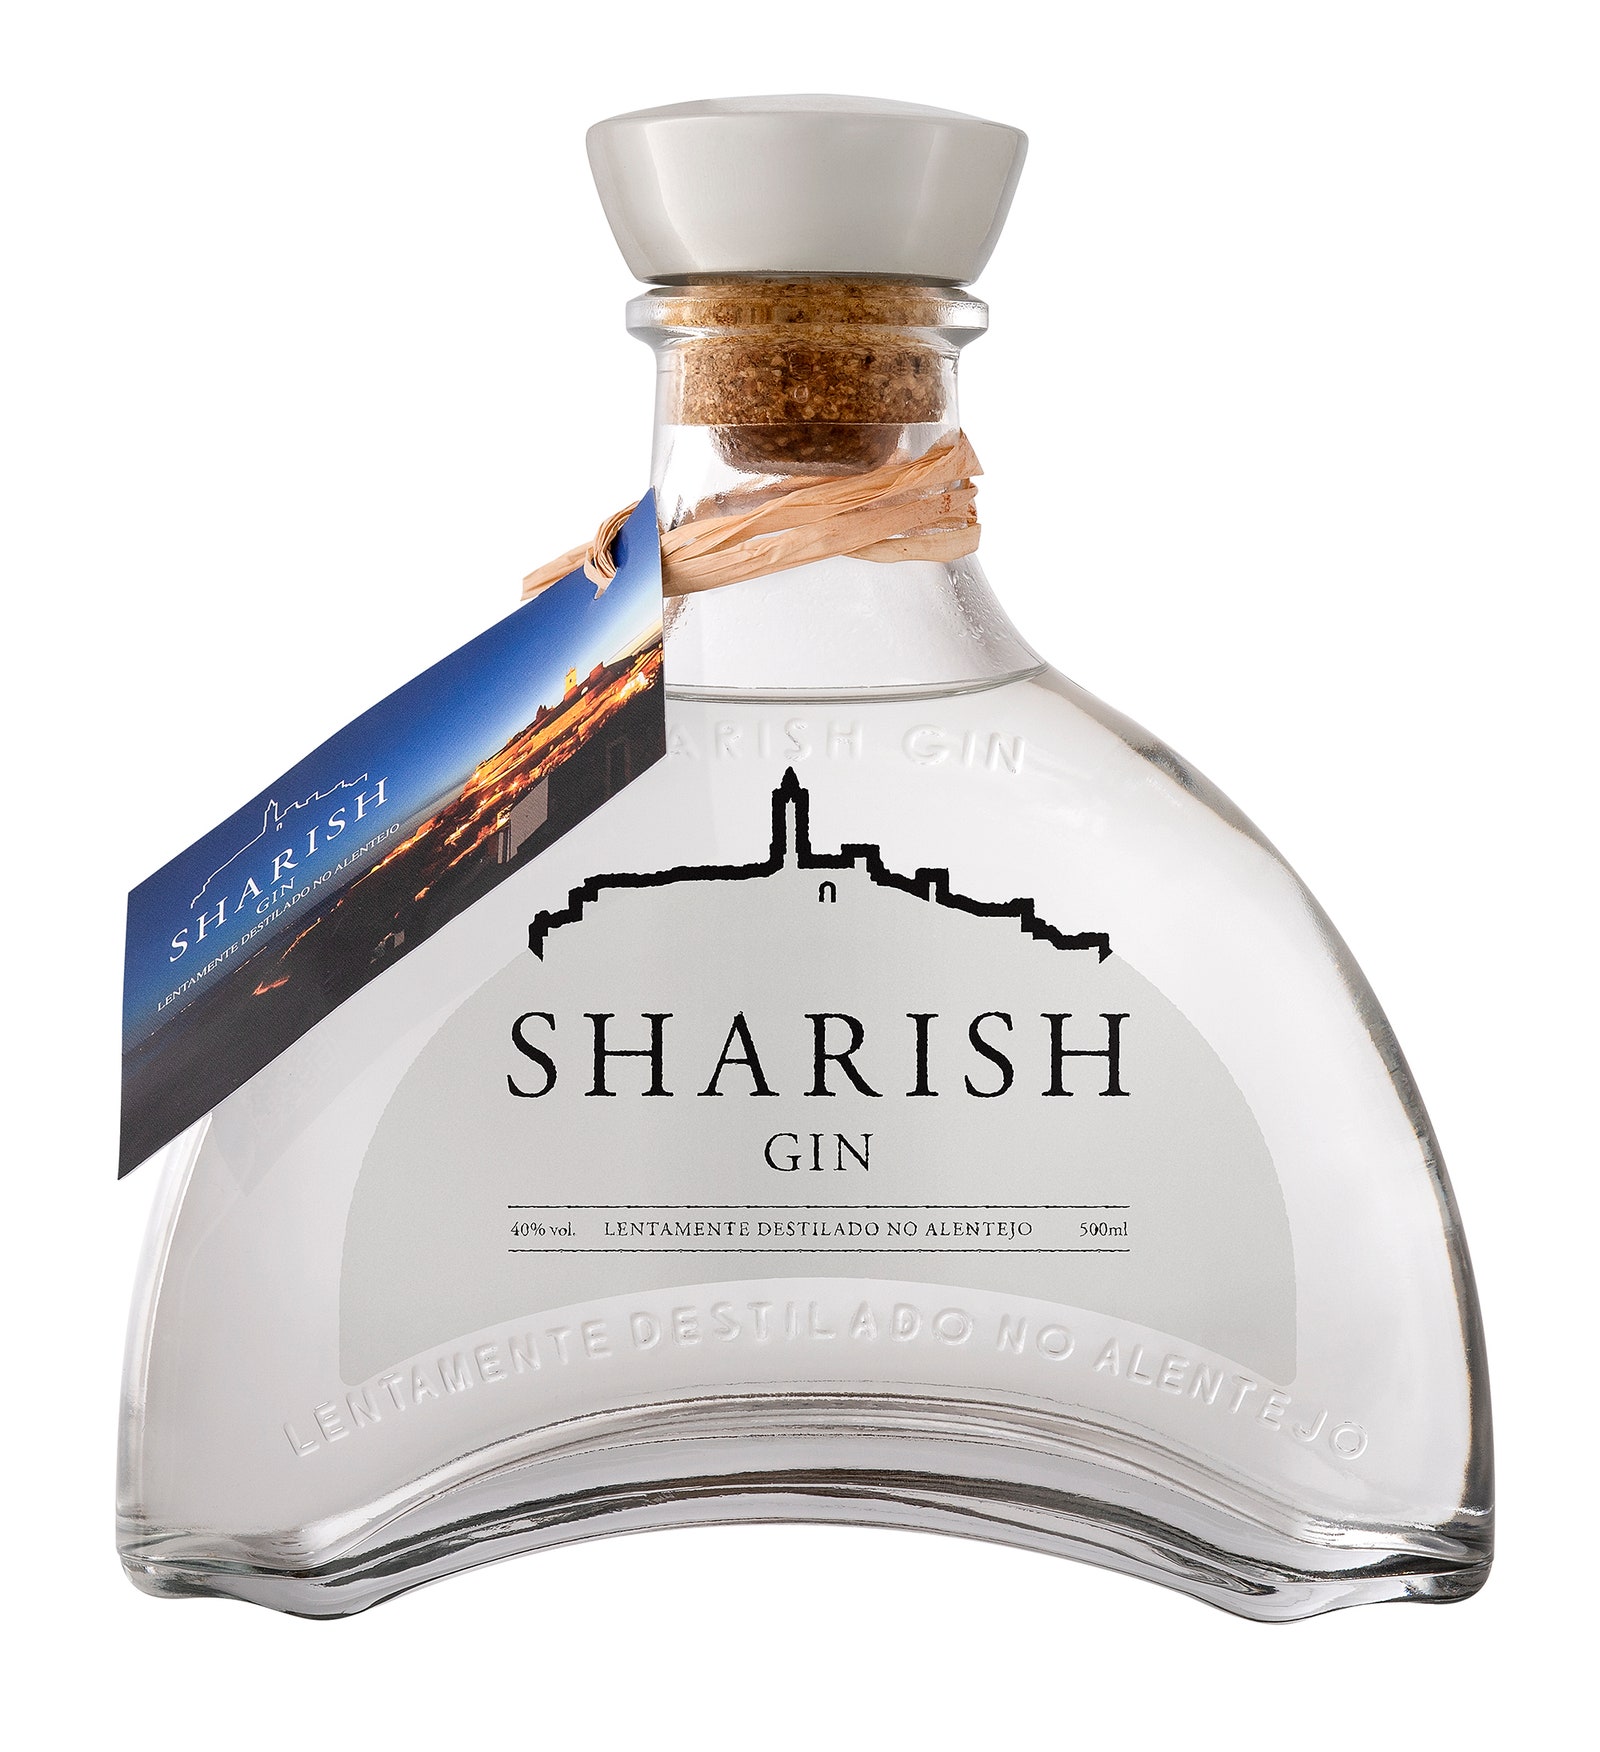 ARISH GIN
SHARISH
GIN
LENTAMENTE DESTILADO NO ALENTEJO
SHARISH
GIN
40% vol. LENTAMENTE DESTILADO NO ALENTEJO 500ml
LENTAMENTE DESTILADO NO ALENTEJO